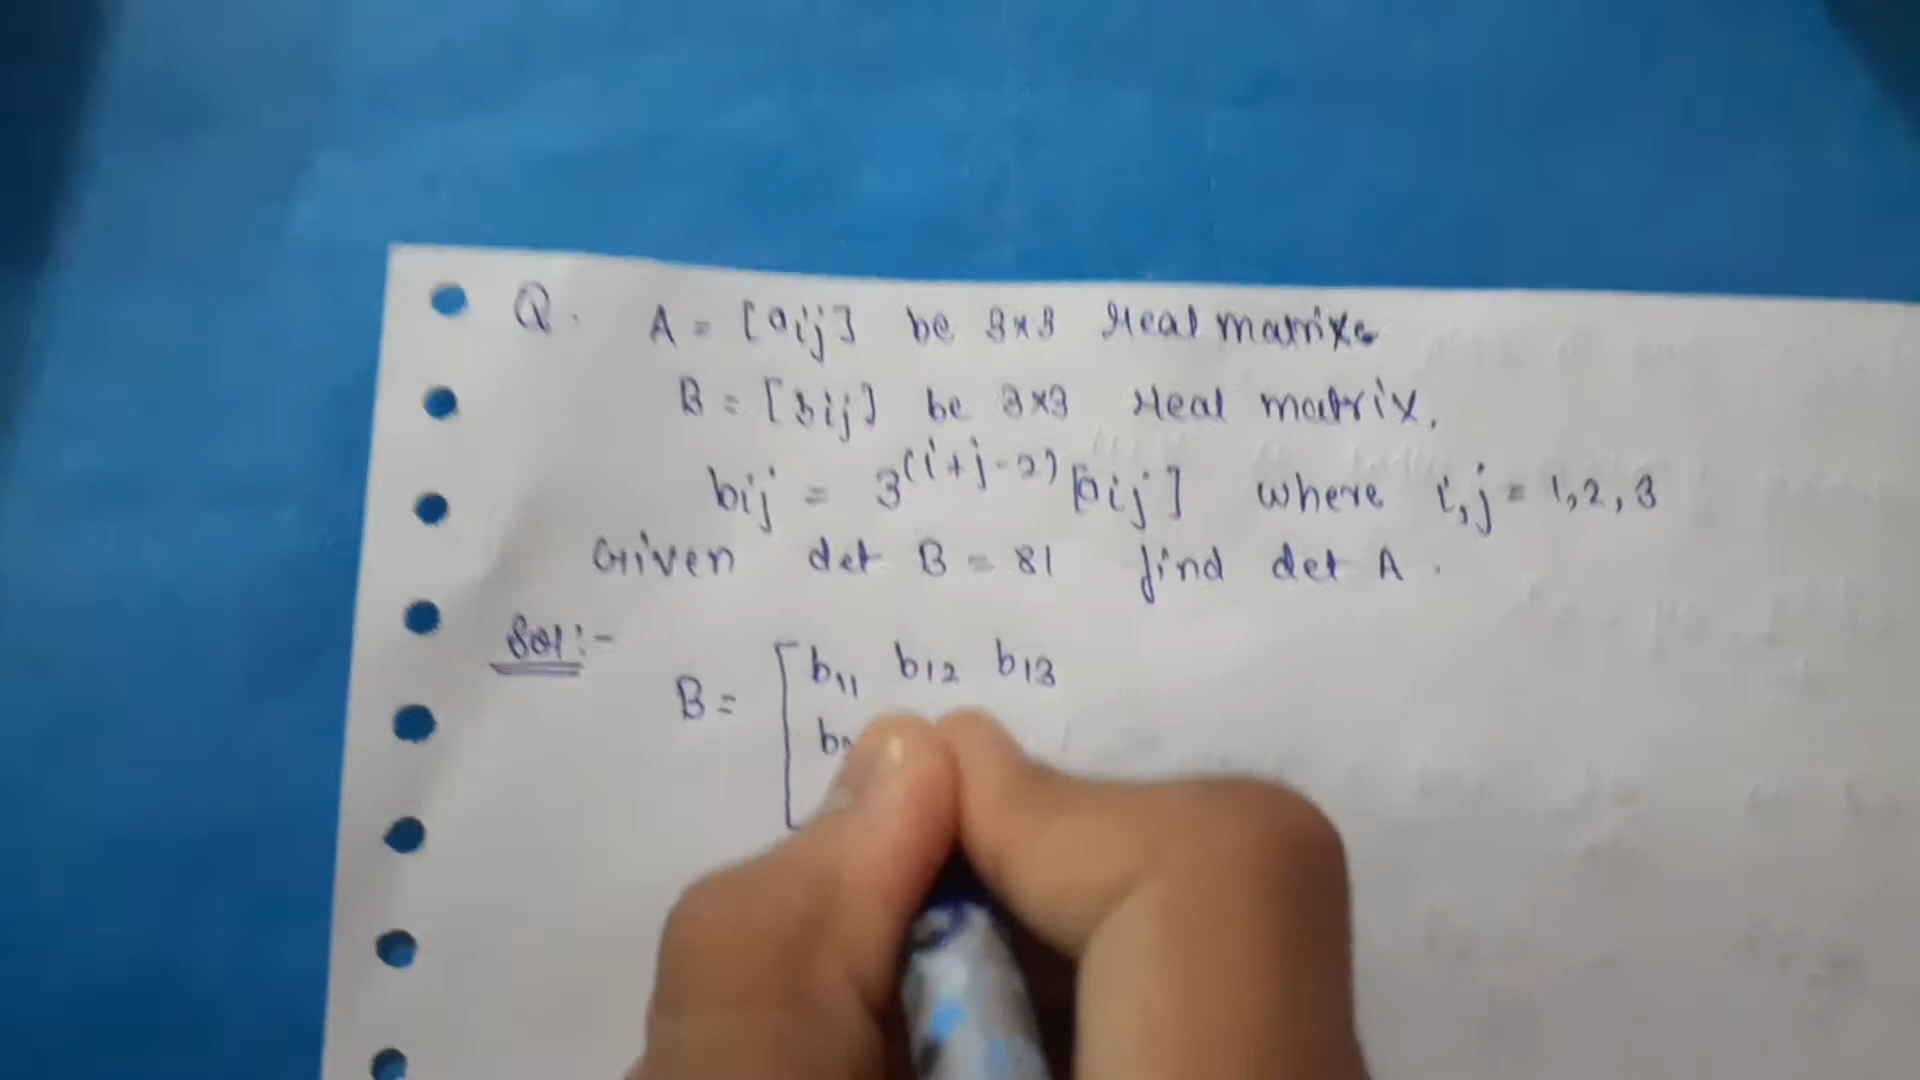 Q. A = [aij] be 3×3 real matrix
B = [bij] be 3×3 real matrix.
bij = 3^(i+j-2) [aij] where i,j = 1,2,3
Given det B = 81 find det A.
Sol:-
B = [b11 b12 b13